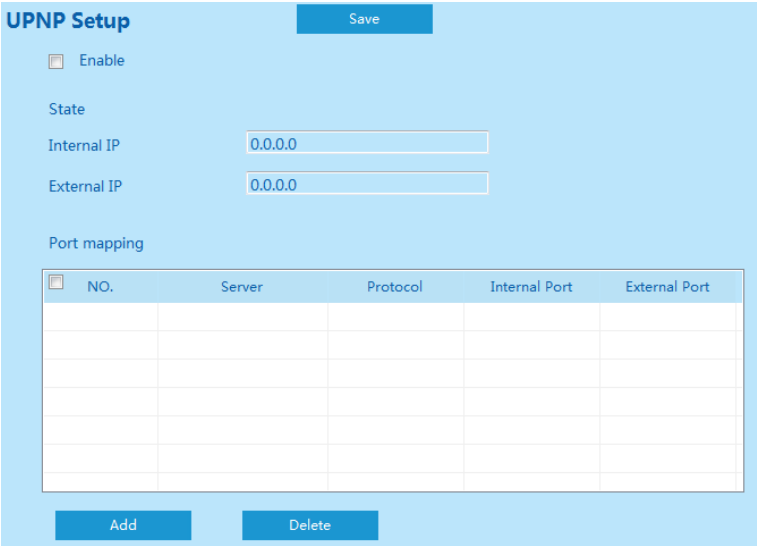 UPNP Setup Save
Enable
State
Internal IP 0.0.0.0
External IP 0.0.0.0
Port mapping
NO. Server Protocol Internal Port External Port
Add Delete